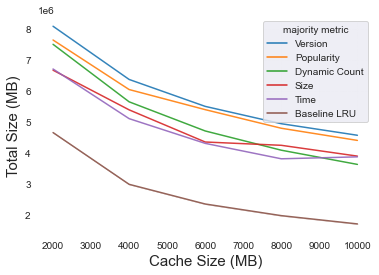 1e6
majority metric
Version
Popularity
Dynamic Count
Size
Time
Baseline LRU
8
7
6
5
4
3
2
Total Size (MB)
2000 3000 4000 5000 6000 7000 8000 9000 10000
Cache Size (MB)